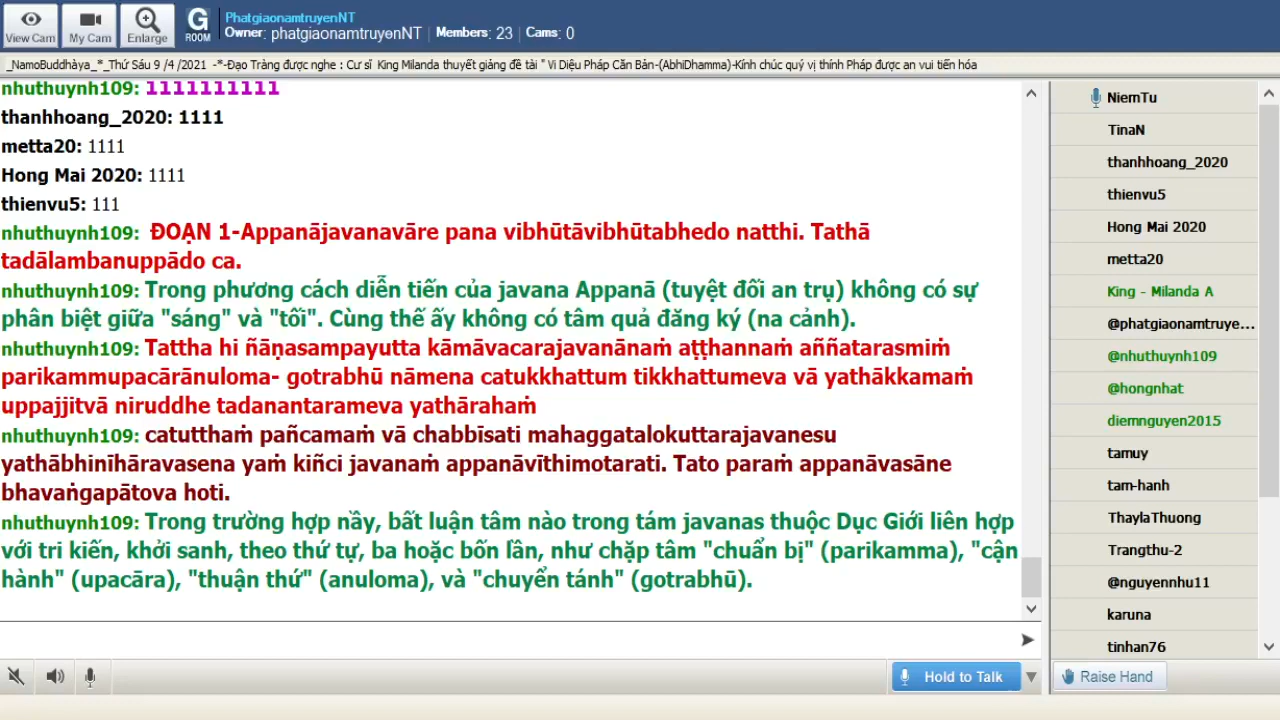 View Cam
My Cam
Enlarge
G
ROOM
PhatgiaonamtruyenNT
Owner: phatgiaonamtruyenNT | Members: 23 | Cams: 0
_NamoBuddhàya_*_Thứ Sáu 9 /4 /2021 -*-Đạo Tràng được nghe : Cư sĩ King Milanda thuyết giảng đề tài " Vi Diệu Pháp Căn Bản-(AbhiDhamma)-Kính chúc quý vị thính Pháp được an vui tiến hóa
nhuthuynh109: 1111111111
thanhhoang_2020: 1111
metta20: 1111
Hong Mai 2020: 1111
thienvu5: 111
nhuthuynh109: ĐOẠN 1-Appanājavanavāre pana vibhūtāvibhūtabhedo natthi. Tathā
tadālambanuppādo ca.
nhuthuynh109: Trong phương cách diễn tiến của javana Appanā (tuyệt đối an trụ) không có sự
phân biệt giữa "sáng" và "tối". Cùng thế ấy không có tâm quả đăng ký (na cảnh).
nhuthuynh109: Tattha hi ñāṇasampayutta kāmāvacarajavanānaṁ aṭṭhannaṁ aññatarasmiṁ
parikammupacārānuloma- gotrabhū nāmena catukkhattum tikkhattumeva vā yathākkamaṁ
uppajjitvā niruddhe tadanantarameva yathārahaṁ
nhuthuynh109: catutthaṁ pañcamaṁ vā chabbīsati mahaggatalokuttarajavanesu
yathābhinīhāravasena yaṁ kiñci javanaṁ appanāvīthimotarati. Tato paraṁ appanāvasāne
bhavaṅgapātova hoti.
nhuthuynh109: Trong trường hợp nầy, bất luận tâm nào trong tám javanas thuộc Dục Giới liên hợp
với tri kiến, khởi sanh, theo thứ tự, ba hoặc bốn lần, như chặp tâm "chuẩn bị" (parikamma), "cận
hành" (upacāra), "thuận thứ" (anuloma), và "chuyển tánh" (gotrabhū).
NiemTu
TinaN
thanhhoang_2020
thienvu5
Hong Mai 2020
metta20
King - Milanda A
@phatgiaonamtruye...
@nhuthuynh109
@hongnhat
diemnguyen2015
tamuy
tam-hanh
ThaylaThuong
Trangthu-2
@nguyennhu11
karuna
tinhan76
Hold to Talk
Raise Hand